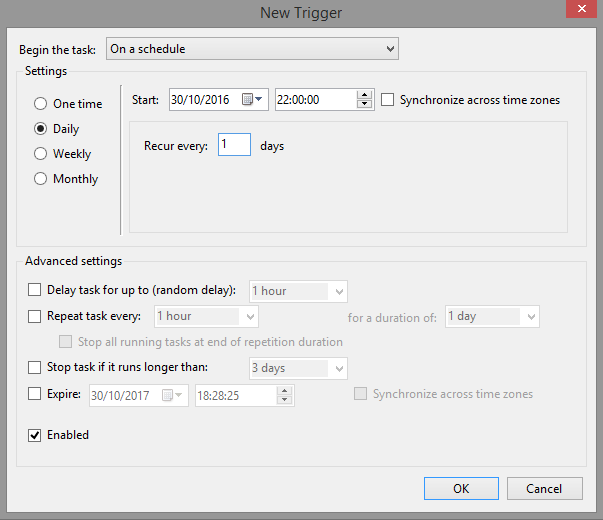 New Trigger
Begin the task: On a schedule
Settings
One time
Daily
Weekly
Monthly
Start: 30/10/2016 22:00:00 Synchronize across time zones
Recur every: 1 days
Advanced settings
Delay task for up to (random delay): 1 hour
Repeat task every: 1 hour for a duration of: 1 day
Stop all running tasks at end of repetition duration
Stop task if it runs longer than: 3 days
Expire: 30/10/2017 18:28:25 Synchronize across time zones
Enabled
OK Cancel